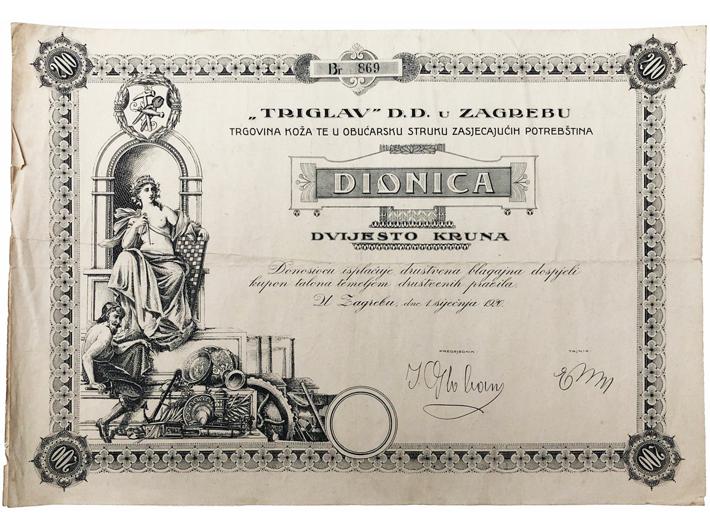 200
200
Br 869
„TRIGLAV” D.D. U ZAGREBU
TRGOVINA KOŽA TE U OBUĆARSKU STRUKU ZASJECAJUĆIH POTREBŠTINA
DIONICA
DVIJESTO KRUNA
Donosiocu isplaćuje društvena blagajna dospjeli
kupon talona temeljem društvenih pravila.
U Zagrebu, dne 1. siječnja 1920.
PREDSJEDNIK:
TAJNIK:
200
200